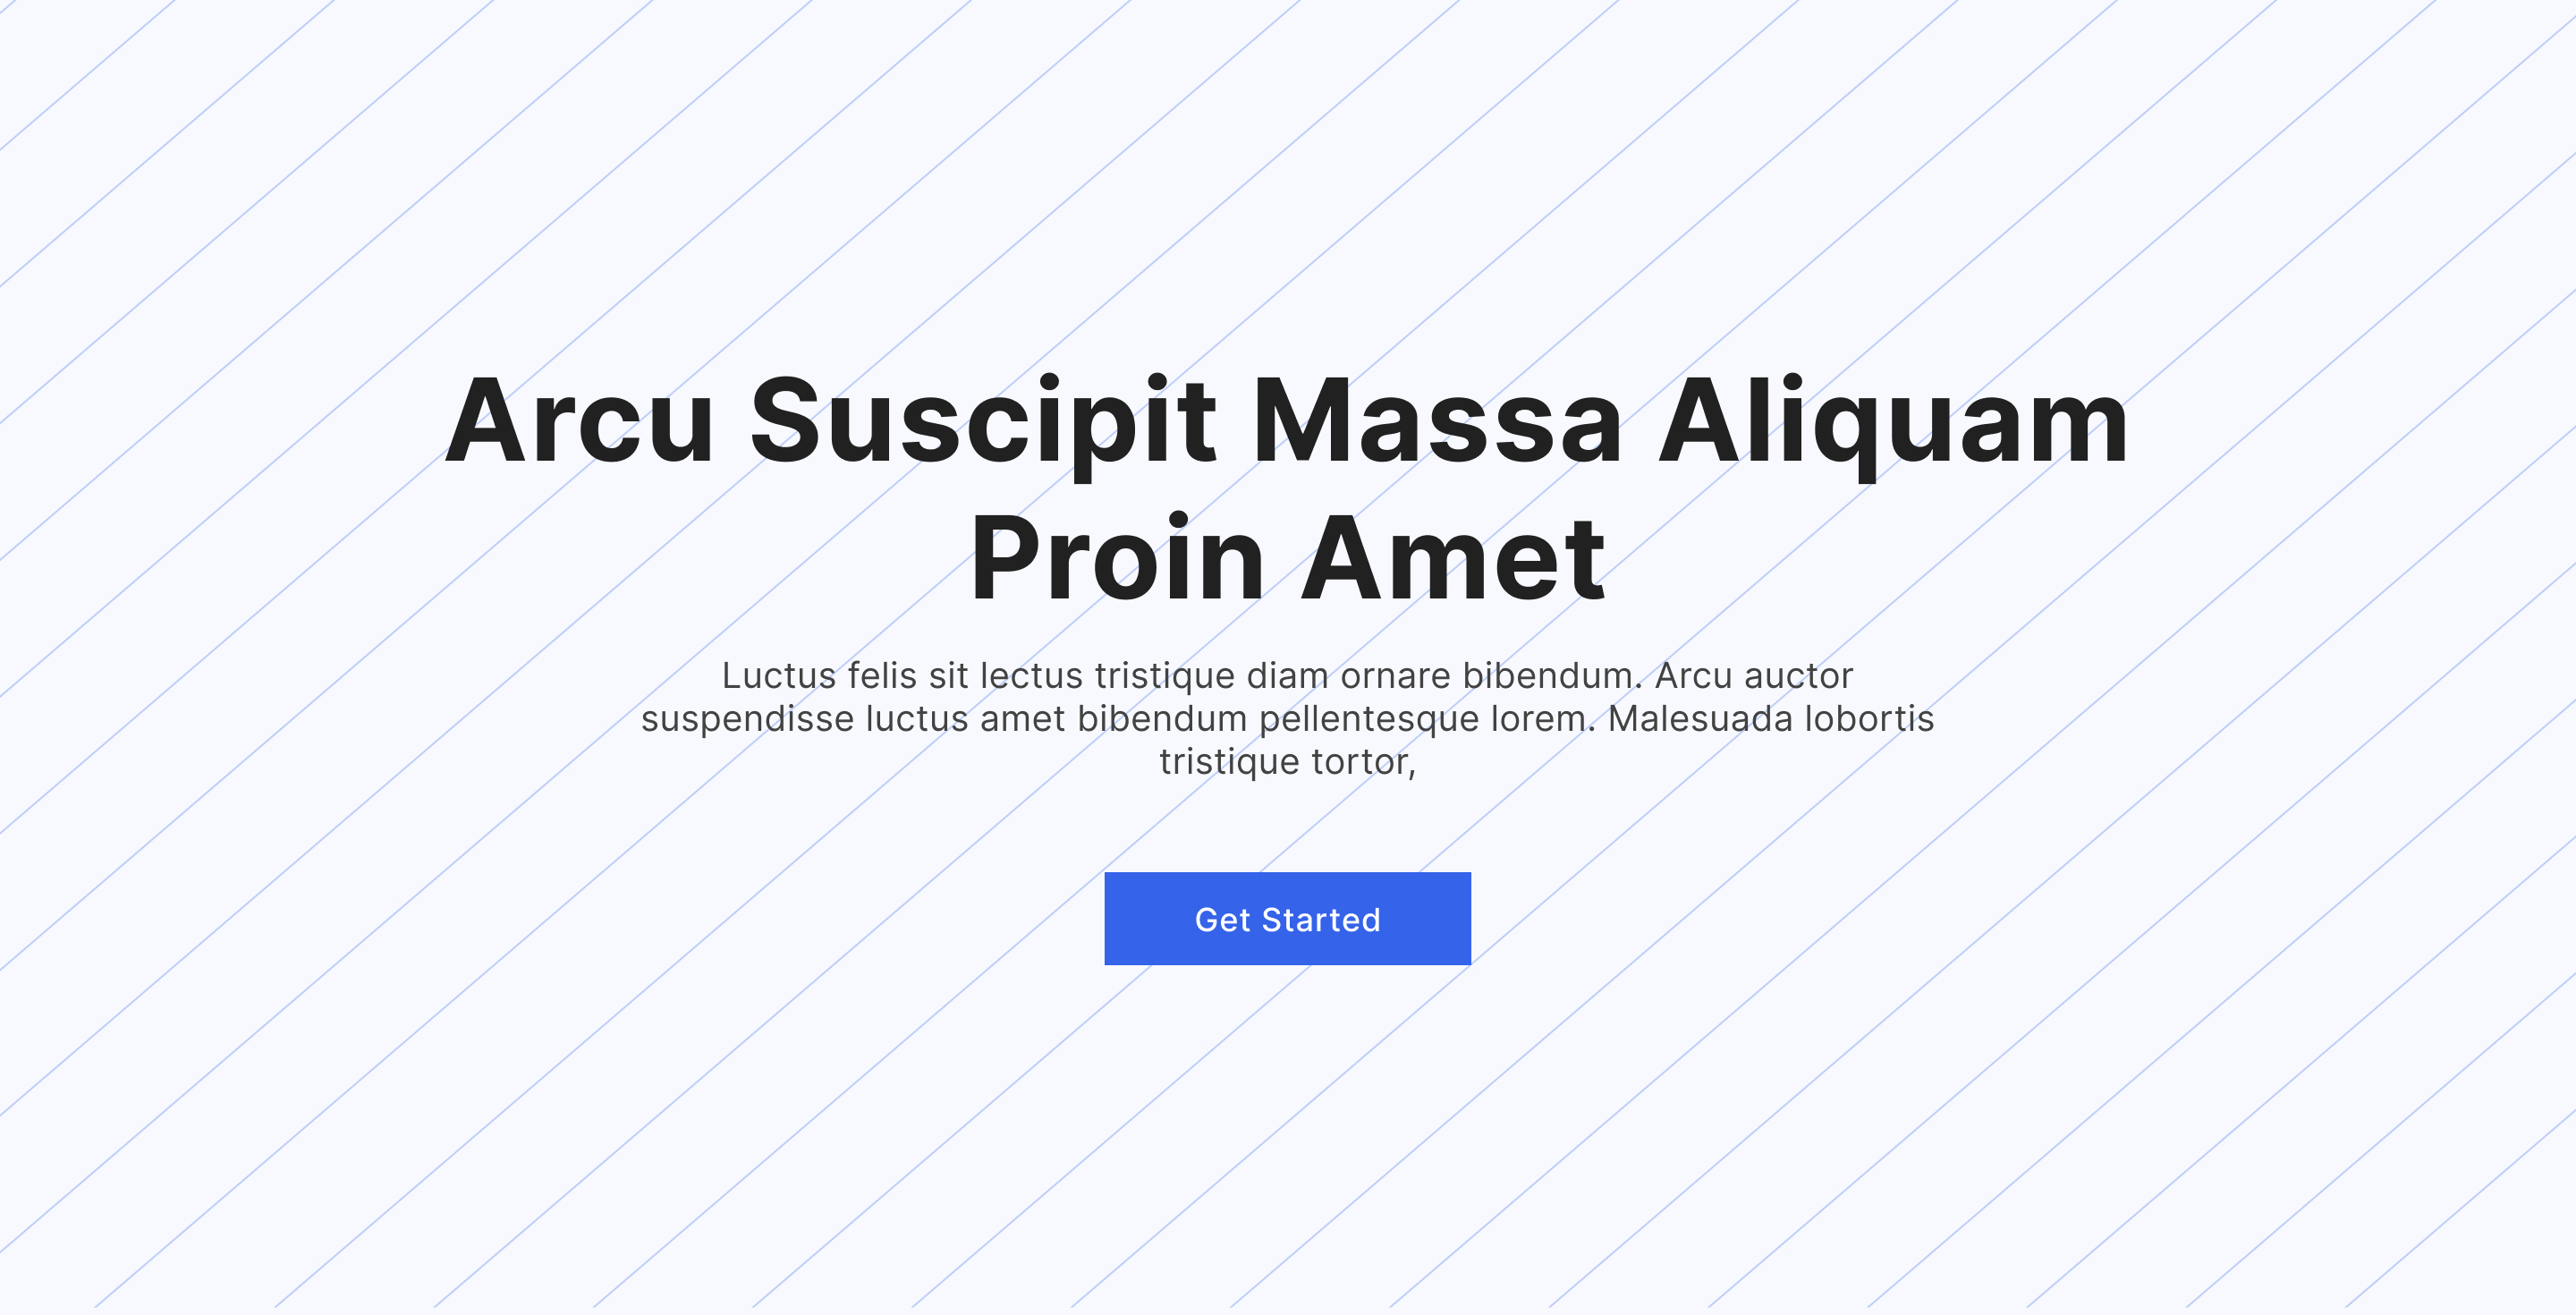 Arcu Suscipit Massa Aliquam
Proin Amet
Luctus felis sit lectus tristique diam ornare bibendum. Arcu auctor
suspendisse luctus amet bibendum pellentesque lorem. Malesuada lobortis
tristique tortor,
Get Started